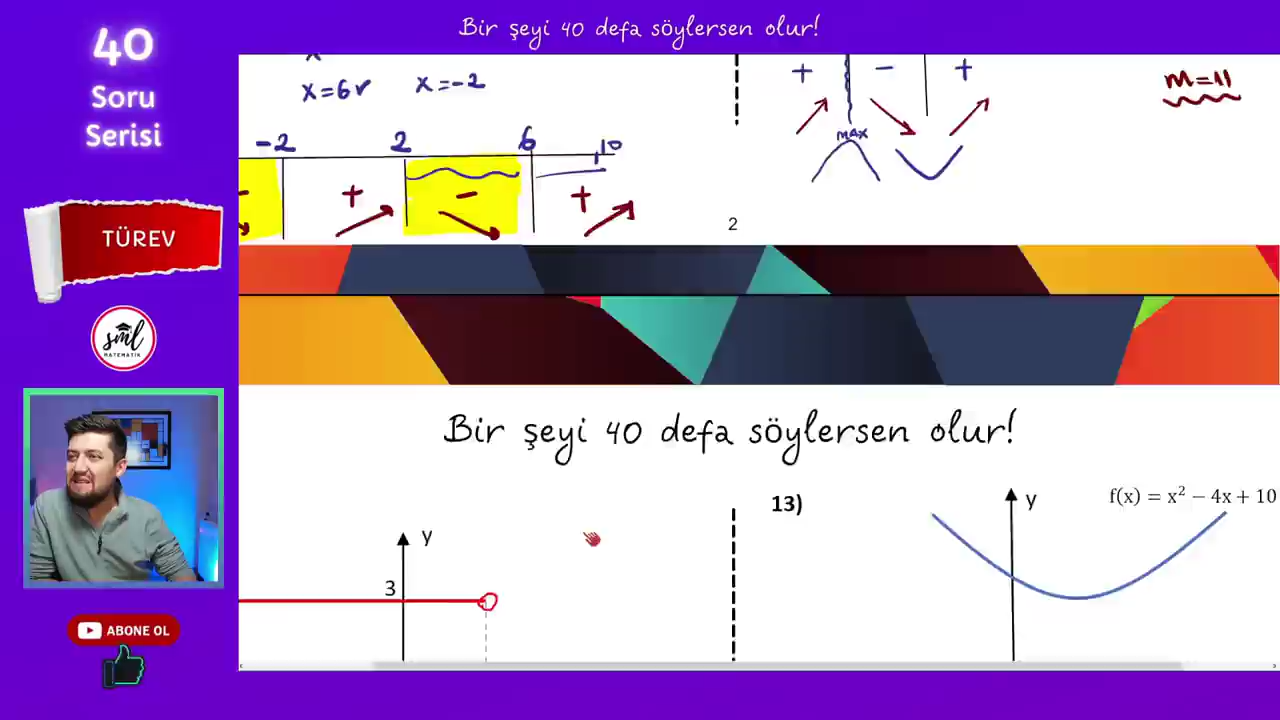 Bir şeyi 40 defa söylersen olur!
40
Soru
Serisi
TÜREV
sml
MATEMATİK
ABONE OL
x=6√ x=-2
-2 2 6 10
+ - +
- + - +
MAX
m=11
2
Bir şeyi 40 defa söylersen olur!
y
3
13)
y
f(x) = x² − 4x + 10